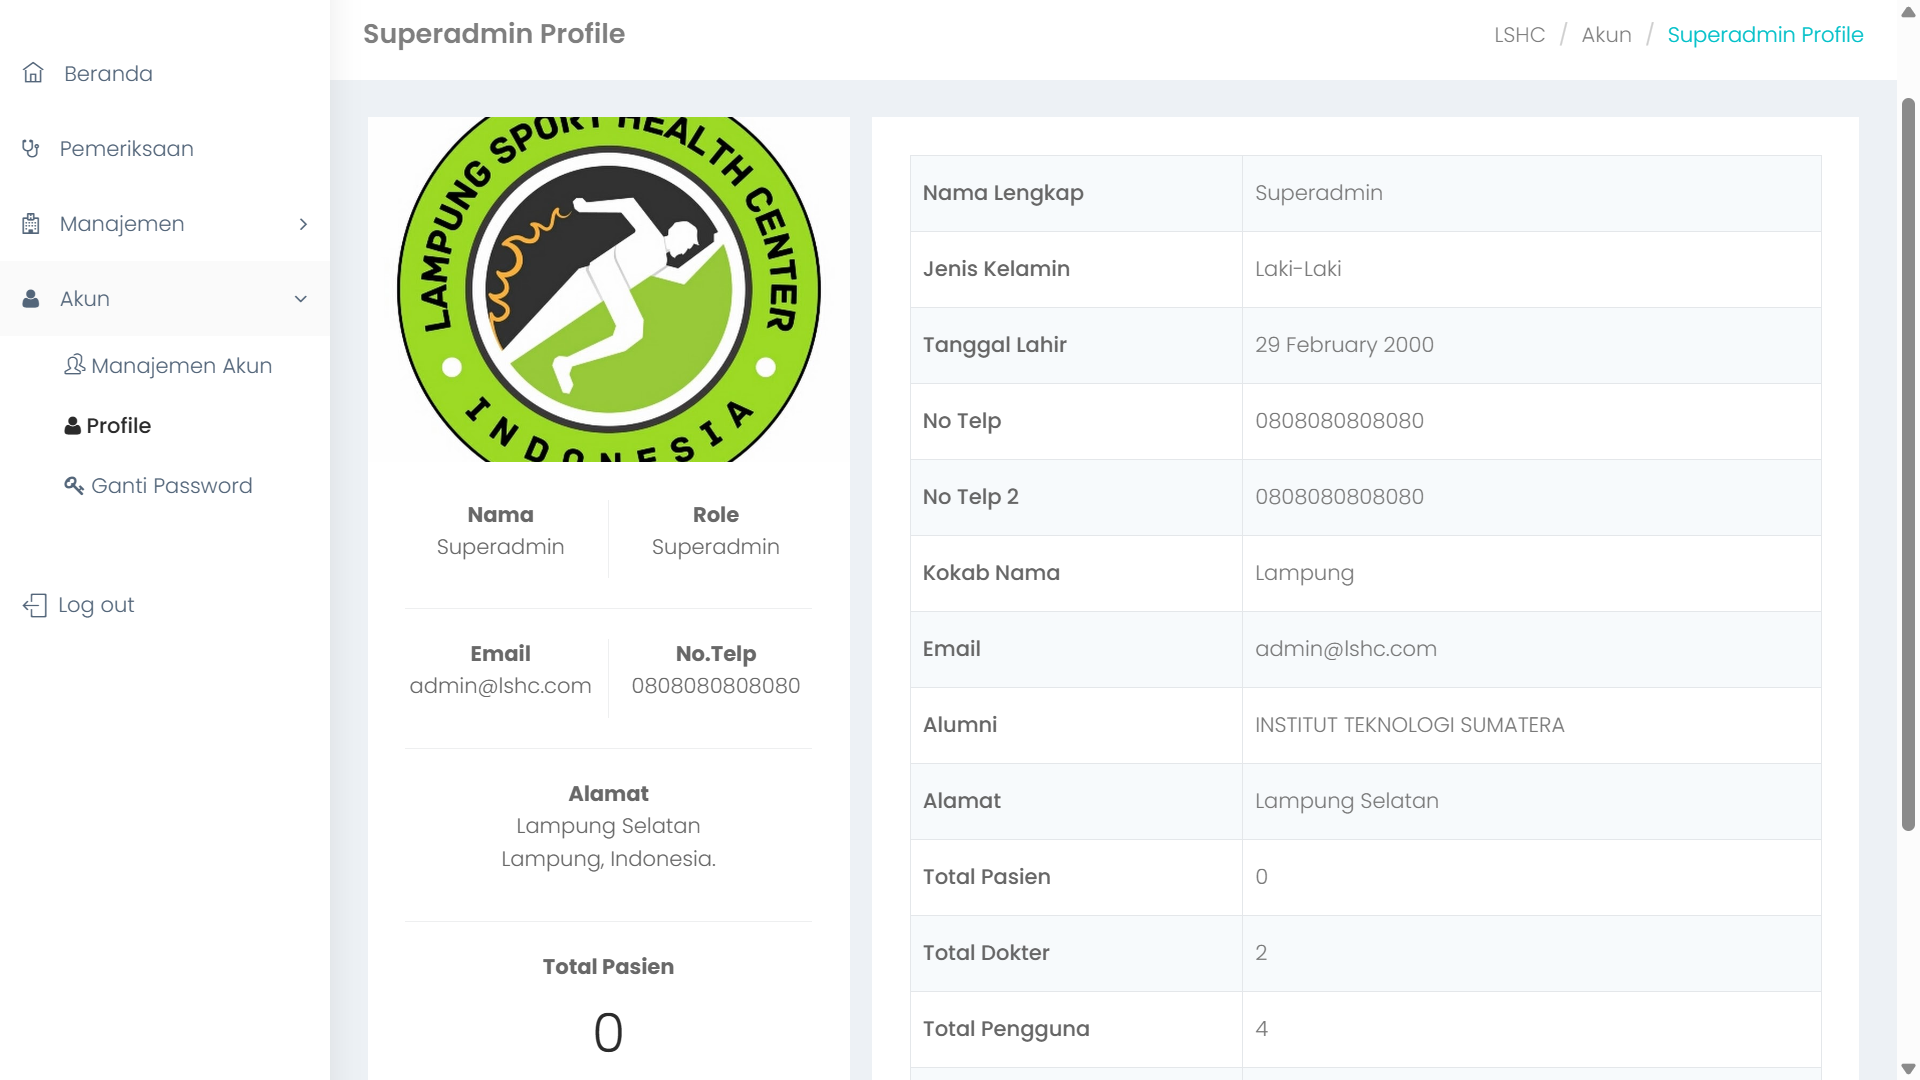 Superadmin Profile
LSHC / Akun / Superadmin Profile
Beranda
Pemeriksaan
Manajemen
Akun
Manajemen Akun
Profile
Ganti Password
Log out
LAMPUNG SPORT HEALTH CENTER
INDONESIA
Nama
Superadmin
Role
Superadmin
Email
admin@lshc.com
No.Telp
0808080808080
Alamat
Lampung Selatan
Lampung, Indonesia.
Total Pasien
0
Nama Lengkap Superadmin
Jenis Kelamin Laki-Laki
Tanggal Lahir 29 February 2000
No Telp 0808080808080
No Telp 2 0808080808080
Kokab Nama Lampung
Email admin@lshc.com
Alumni INSTITUT TEKNOLOGI SUMATERA
Alamat Lampung Selatan
Total Pasien 0
Total Dokter 2
Total Pengguna 4